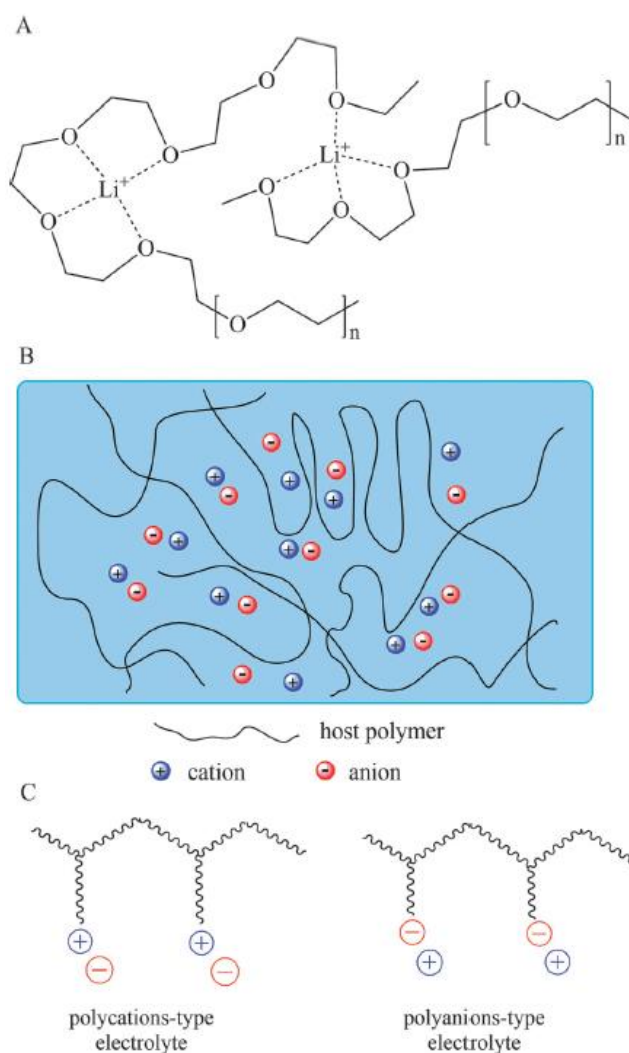 A
O
O
O
O
O
n
O
Li⁺
O
Li⁺
O
O
O
O
O
n
B
+ -
host polymer
+ cation
- anion
C
+ +
- -
- -
+ +
polycations-type
electrolyte
polyanions-type
electrolyte